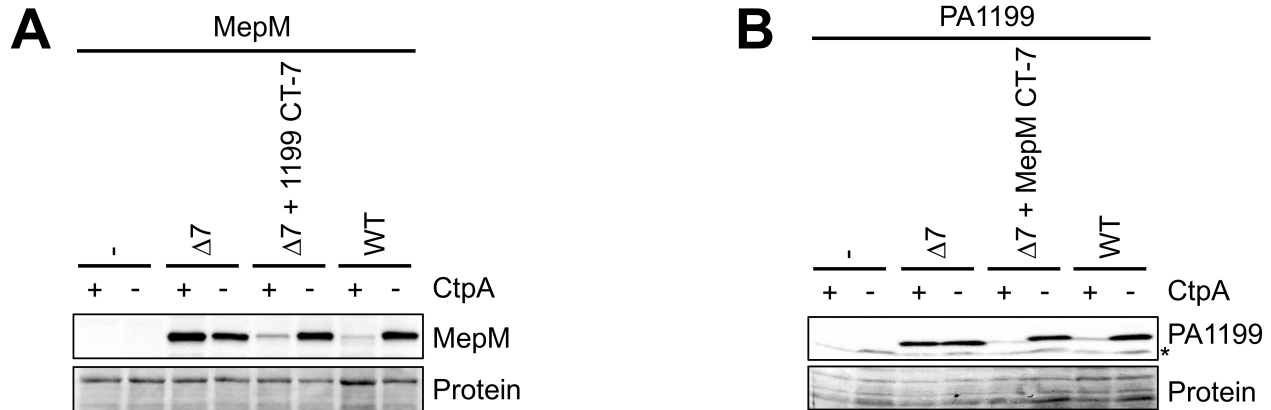 A
MepM
-
Δ7
Δ7 + 1199 CT-7
WT
+ - + - + - + - CtpA
MepM
Protein
B
PA1199
-
Δ7
Δ7 + MepM CT-7
WT
+ - + - + - + - CtpA
PA1199
*
Protein